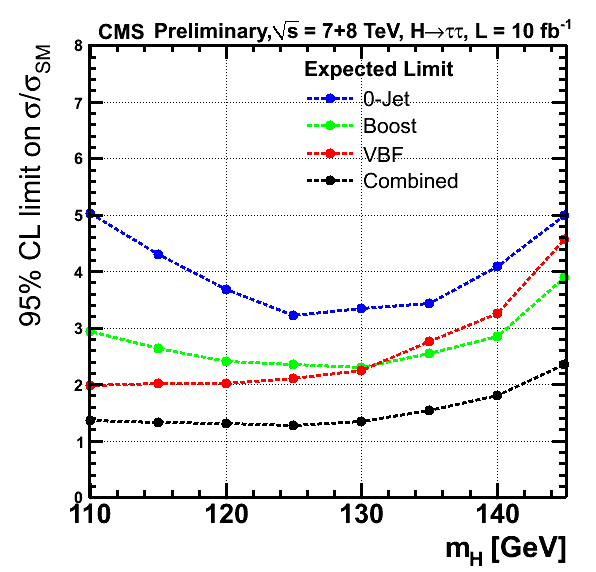 CMS Preliminary, √s = 7+8 TeV, H→ττ, L = 10 fb⁻¹
95% CL limit on σ/σSM
Expected Limit
0-Jet
Boost
VBF
Combined
8
7
6
5
4
3
2
1
0
110 120 130 140
mH [GeV]